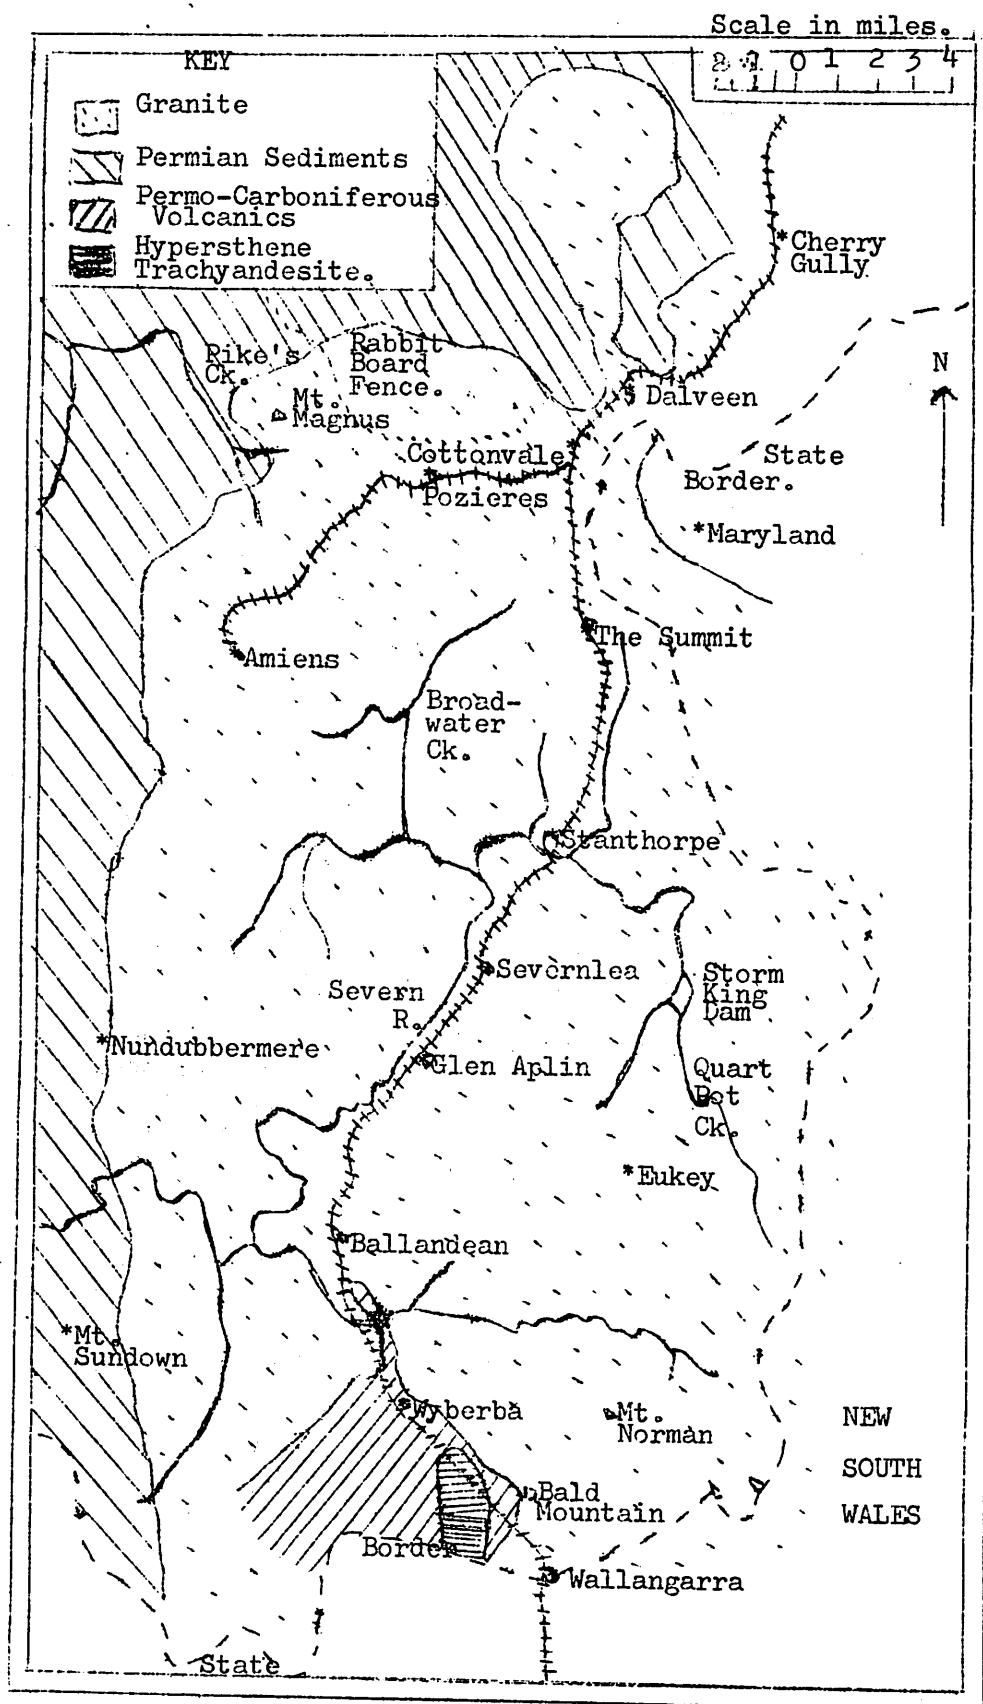 Scale in miles.
0 1 2 3 4
KEY
Granite
Permian Sediments
Permo-Carboniferous
Volcanics
Hypersthene
Trachyandesite.
*Cherry
Gully
Pike's
Ck.
Rabbit
Board
Fence.
N
Mt.
Magnus
Dalveen
Cottonvale
State
Border.
Pozieres
*Maryland
The Summit
Amiens
Broad-
water
Ck.
Stanthorpe
Severnlea
Severn
R.
Storm
King
Dam
*Nundubbermere
Glen Aplin
Quart
Pot
Ck.
*Eukey
Ballandean
*Mt.
Sundown
Wyberba
Mt.
Norman
NEW
SOUTH
WALES
Bald
Mountain
Border
Wallangarra
State